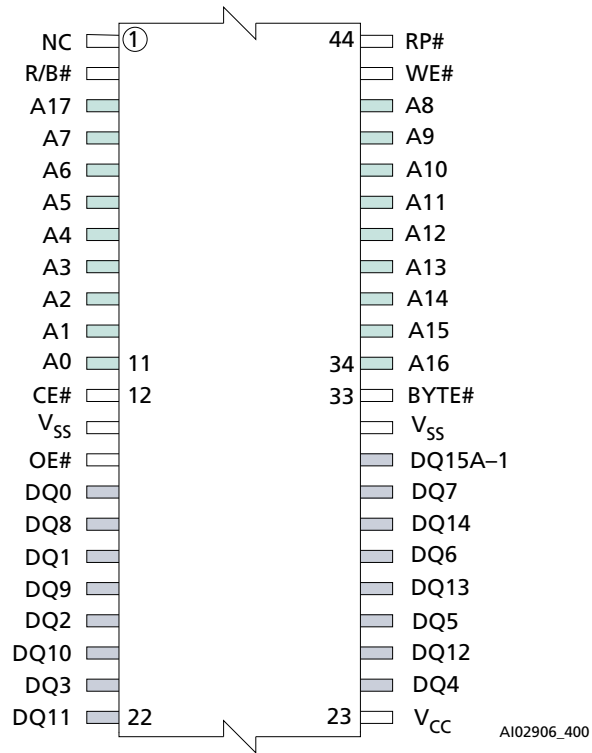 NC ① 44 RP#
R/B# WE#
A17 A8
A7 A9
A6 A10
A5 A11
A4 A12
A3 A13
A2 A14
A1 A15
A0 11 34 A16
CE# 12 33 BYTE#
VSS VSS
OE# DQ15A–1
DQ0 DQ7
DQ8 DQ14
DQ1 DQ6
DQ9 DQ13
DQ2 DQ5
DQ10 DQ12
DQ3 DQ4
DQ11 22 23 VCC
AI02906_400